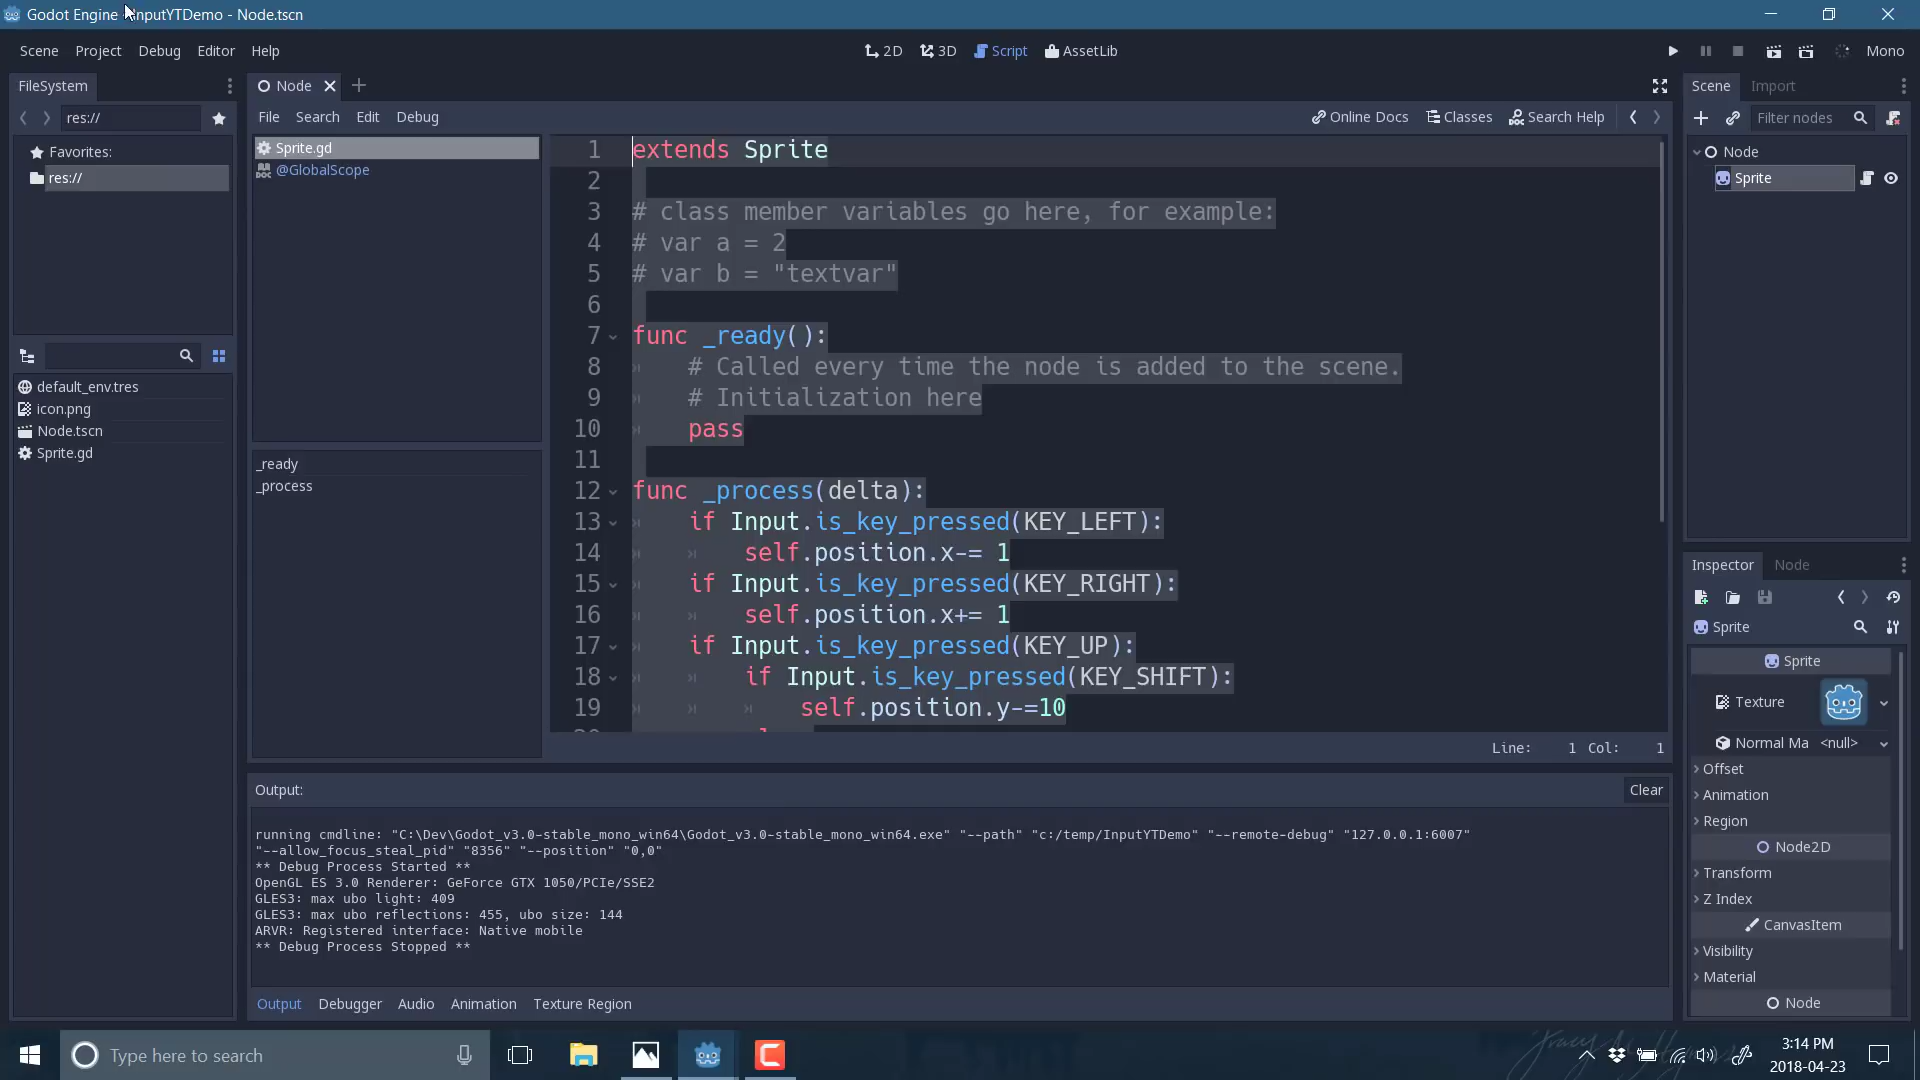 Godot Engine - InputYTDemo - Node.tscn
Scene Project Debug Editor Help
2D 3D Script AssetLib
Mono
FileSystem
res://
Favorites:
res://
default_env.tres
icon.png
Node.tscn
Sprite.gd
Node
File Search Edit Debug
Online Docs Classes Search Help
Sprite.gd
@GlobalScope
_ready
_process
1 extends Sprite
2
3 # class member variables go here, for example:
4 # var a = 2
5 # var b = "textvar"
6
7 func _ready():
8 # Called every time the node is added to the scene.
9 # Initialization here
10 pass
11
12 func _process(delta):
13 if Input.is_key_pressed(KEY_LEFT):
14 self.position.x-= 1
15 if Input.is_key_pressed(KEY_RIGHT):
16 self.position.x+= 1
17 if Input.is_key_pressed(KEY_UP):
18 if Input.is_key_pressed(KEY_SHIFT):
19 self.position.y-=10
Line: 1 Col: 1
Output:
Clear
running cmdline: "C:\Dev\Godot_v3.0-stable_mono_win64\Godot_v3.0-stable_mono_win64.exe" "--path" "c:/temp/InputYTDemo" "--remote-debug" "127.0.0.1:6007"
"--allow_focus_steal_pid" "8356" "--position" "0,0"
** Debug Process Started **
OpenGL ES 3.0 Renderer: GeForce GTX 1050/PCIe/SSE2
GLES3: max ubo light: 409
GLES3: max ubo reflections: 455, ubo size: 144
ARVR: Registered interface: Native mobile
** Debug Process Stopped **
Output Debugger Audio Animation Texture Region
Scene Import
Filter nodes
Node
Sprite
Inspector Node
Sprite
Sprite
Texture
Normal Ma <null>
Offset
Animation
Region
Node2D
Transform
Z Index
CanvasItem
Visibility
Material
Node
Type here to search
3:14 PM
2018-04-23